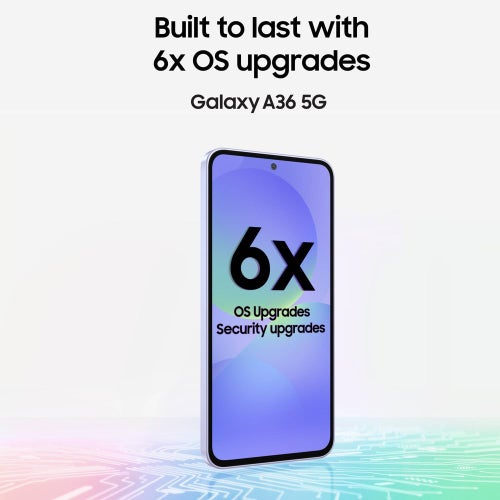 Built to last with
6x OS upgrades
Galaxy A36 5G
6x
OS Upgrades
Security upgrades